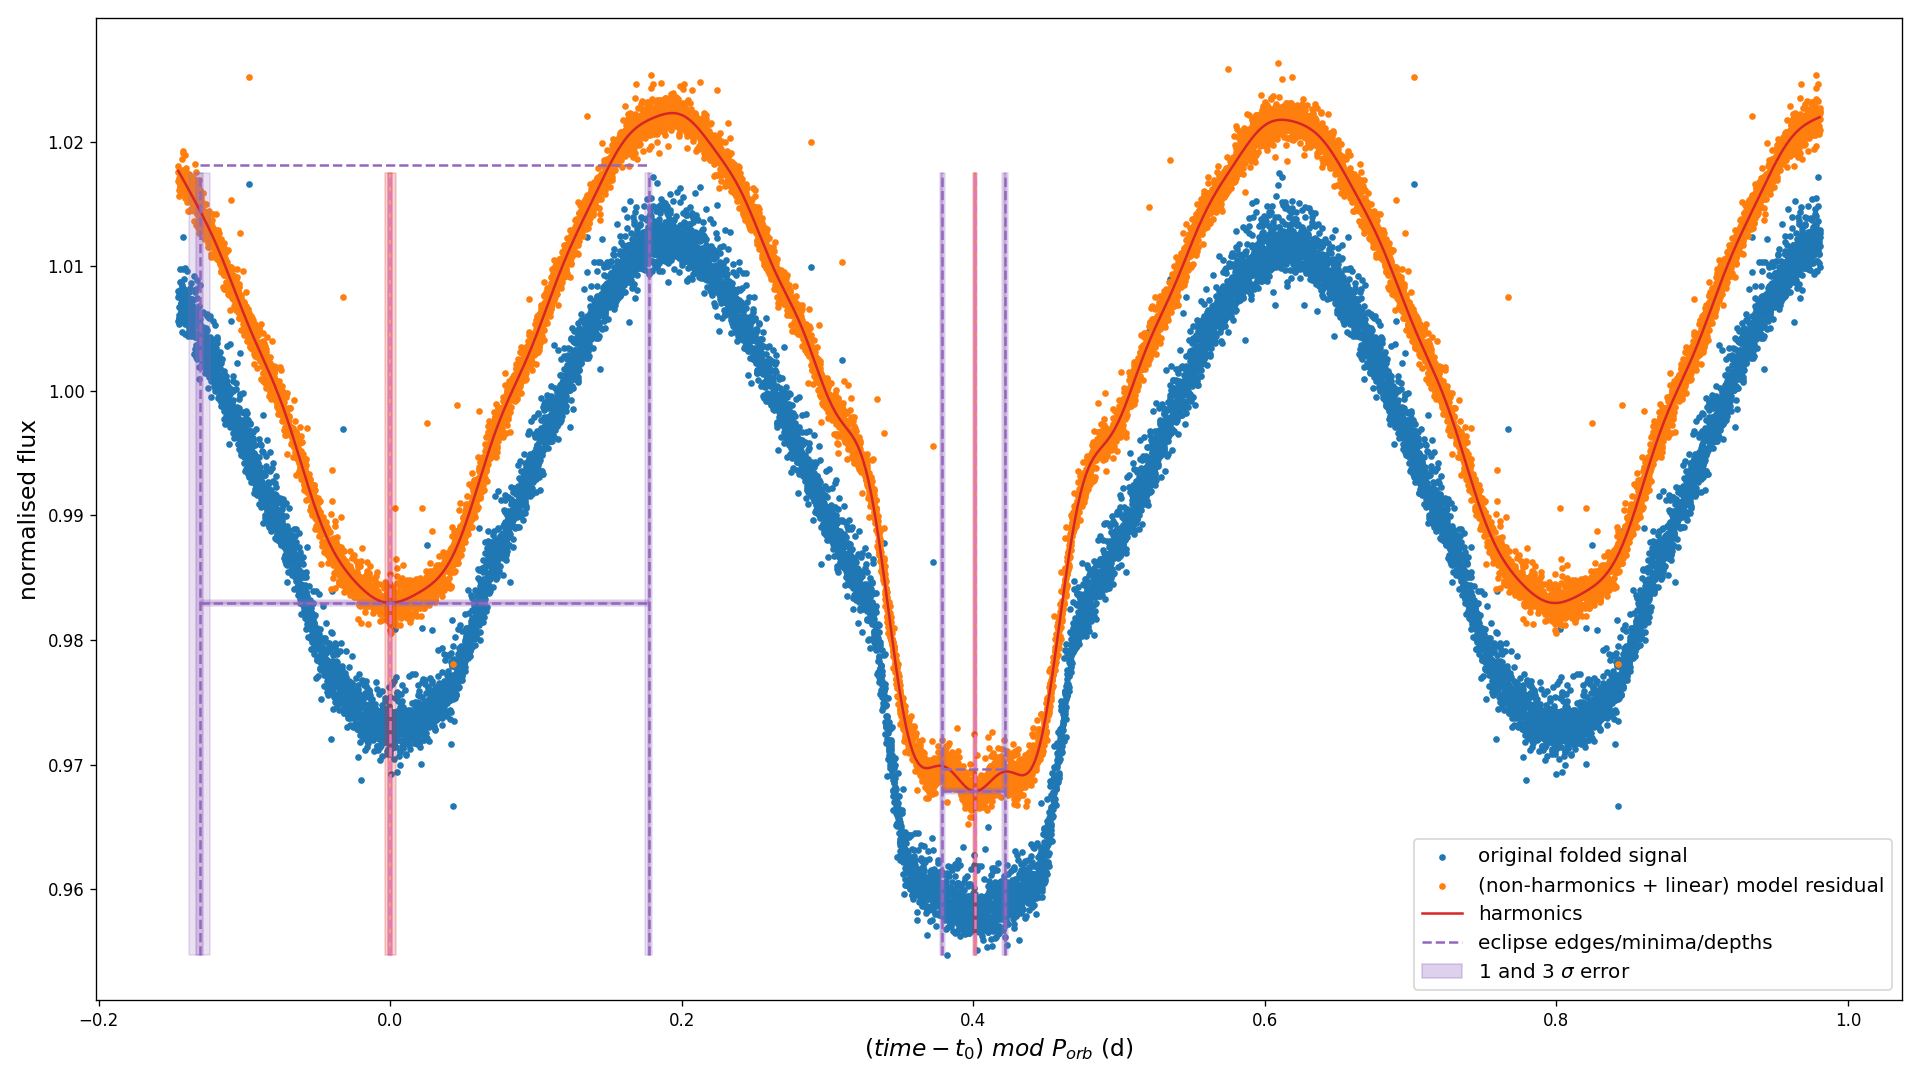 normalised flux
1.02
1.01
1.00
0.99
0.98
0.97
0.96
−0.2 0.0 0.2 0.4 0.6 0.8 1.0
(time − t₀) mod P_orb (d)
original folded signal
(non-harmonics + linear) model residual
harmonics
eclipse edges/minima/depths
1 and 3 σ error